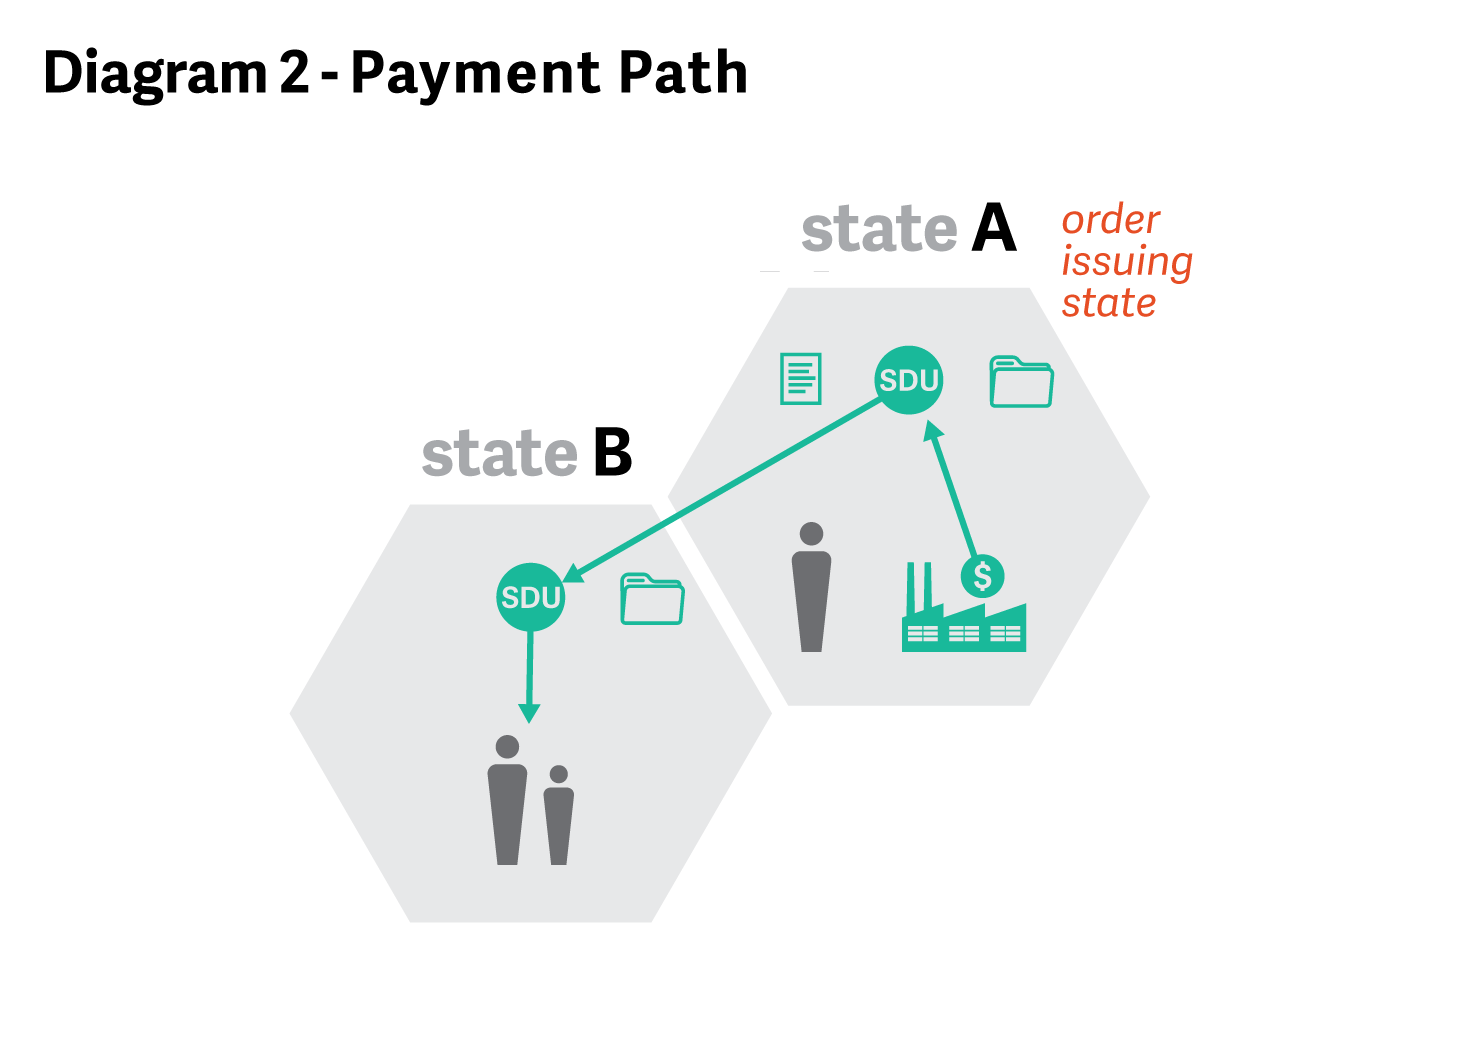 Diagram 2 - Payment Path
state A
order
issuing
state
SDU
state B
$
SDU